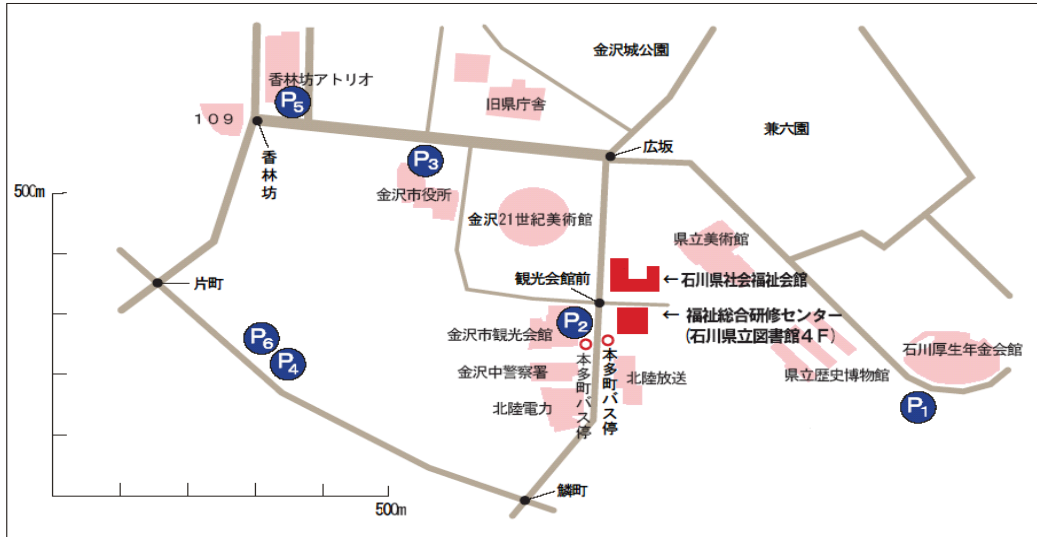 金沢城公園
香林坊アトリオ
P5
旧県庁舎
109
兼六園
広坂
香林坊
P3
500m
金沢市役所
金沢21世紀美術館
県立美術館
観光会館前
←石川県社会福祉会館
片町
P2
←福祉総合研修センター
(石川県立図書館4F)
金沢市観光会館
P6
P4
本多町バス停
本多町バス停
石川厚生年金会館
金沢中警察署
北陸放送
県立歴史博物館
北陸電力
P1
鱗町
500m